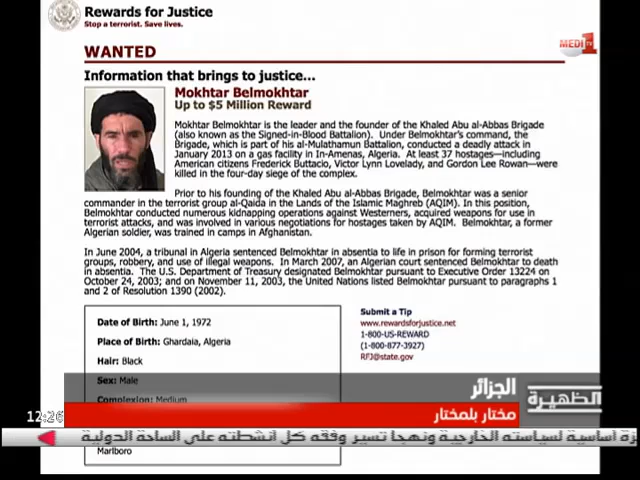 Rewards for Justice
Stop a terrorist. Save lives.
MEDI 1
WANTED
Information that brings to justice...
Mokhtar Belmokhtar
Up to $5 Million Reward
Mokhtar Belmokhtar is the leader and the founder of the Khaled Abu al-Abbas Brigade
(also known as the Signed-in-Blood Battalion). Under Belmokhtar's command, the
Brigade, which is part of his al-Mulathamun Battalion, conducted a deadly attack in
January 2013 on a gas facility in In-Amenas, Algeria. At least 37 hostages—including
American citizens Frederick Buttacio, Victor Lynn Lovelady, and Gordon Lee Rowan—were
killed in the four-day siege of the complex.
Prior to his founding of the Khaled Abu al-Abbas Brigade, Belmokhtar was a senior
commander in the terrorist group al-Qaida in the Lands of the Islamic Maghreb (AQIM). In this position,
Belmokhtar conducted numerous kidnapping operations against Westerners, acquired weapons for use in
terrorist attacks, and was involved in various negotiations for hostages taken by AQIM. Belmokhtar, a former
Algerian soldier, was trained in camps in Afghanistan.
In June 2004, a tribunal in Algeria sentenced Belmokhtar in absentia to life in prison for forming terrorist
groups, robbery, and use of illegal weapons. In March 2007, an Algerian court sentenced Belmokhtar to death
in absentia. The U.S. Department of Treasury designated Belmokhtar pursuant to Executive Order 13224 on
October 24, 2003; and on November 11, 2003, the United Nations listed Belmokhtar pursuant to paragraphs 1
and 2 of Resolution 1390 (2002).
Date of Birth: June 1, 1972
Place of Birth: Ghardaia, Algeria
Hair: Black
Sex: Male
Complexion: Medium
Submit a Tip
www.rewardsforjustice.net
1-800-US-REWARD
(1-800-877-3927)
RFJ@state.gov
الجزائر
الظهيرة
مختار بلمختار
12:26
أساسية لسياسته الخارجية ونهجا تسير وفقه كل أنشطته على الساحة الدولية
Marlboro